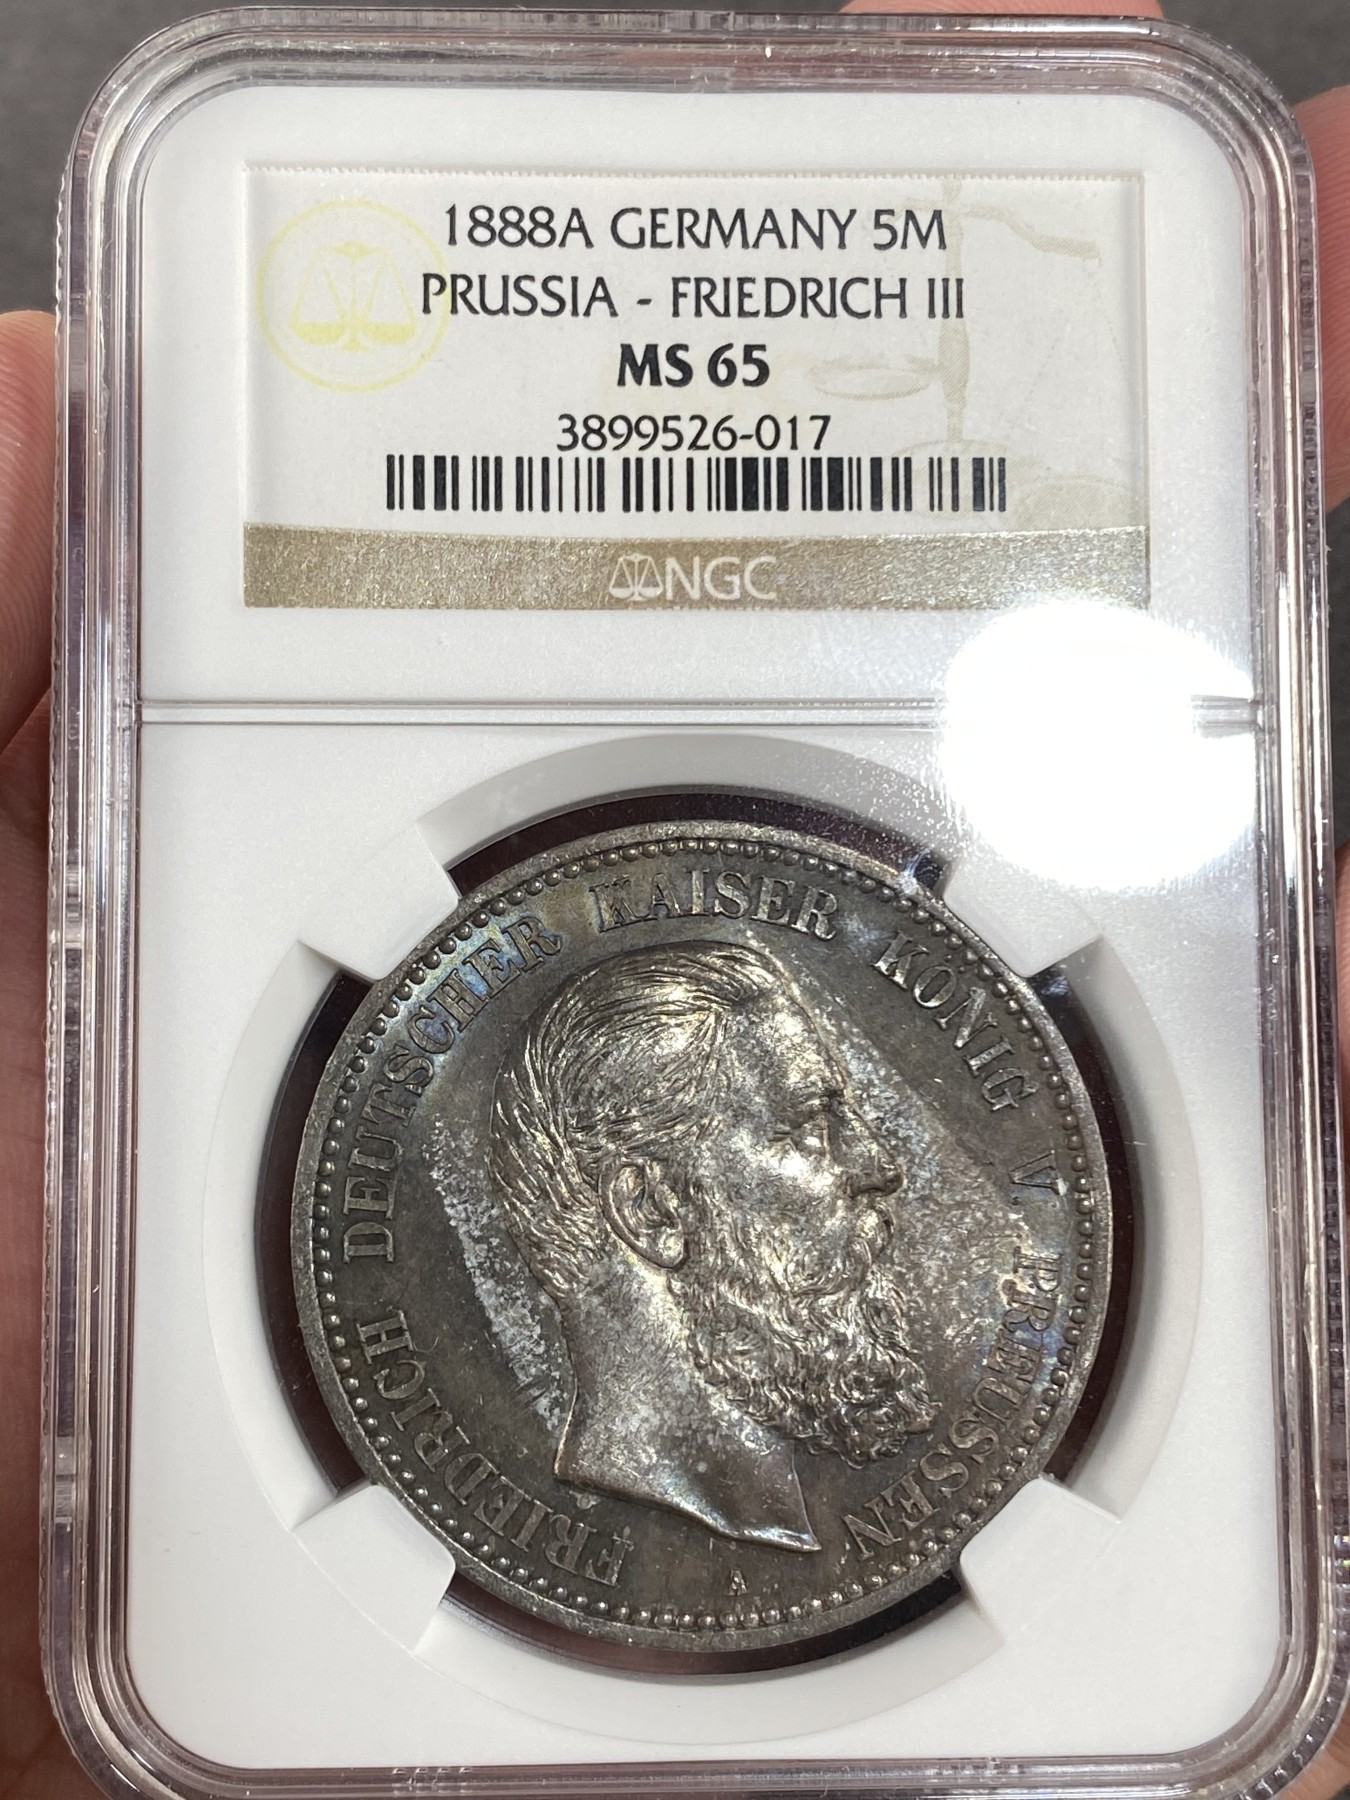 1888A GERMANY 5M
PRUSSIA - FRIEDRICH III
MS 65
3899526-017
NGC
FRIEDRICH DEUTSCHER KAISER KÖNIG V. PREUSSEN
A